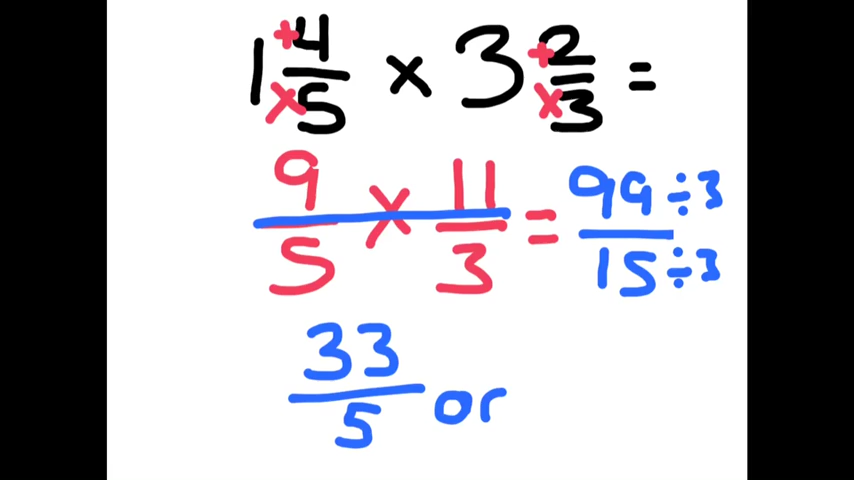 1 4/5 × 3 2/3 =
9/5 × 11/3 = 99÷3/15÷3
33/5 or